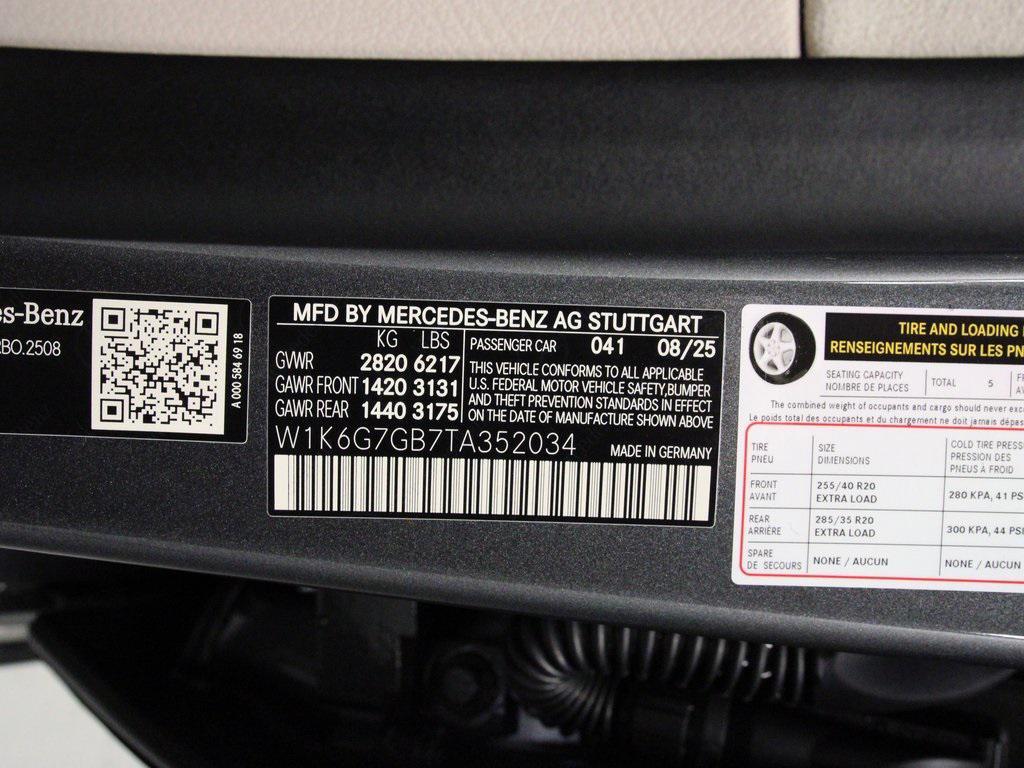 es-Benz
RBO.2508
A 000 584 69 18
MFD BY MERCEDES-BENZ AG STUTTGART
KG LBS
GVWR 2820 6217
GAWR FRONT 1420 3131
GAWR REAR 1440 3175
PASSENGER CAR 041 08/25
THIS VEHICLE CONFORMS TO ALL APPLICABLE
U.S. FEDERAL MOTOR VEHICLE SAFETY,BUMPER
AND THEFT PREVENTION STANDARDS IN EFFECT
ON THE DATE OF MANUFACTURE SHOWN ABOVE
W1K6G7GB7TA352034 MADE IN GERMANY
TIRE AND LOADING
RENSEIGNEMENTS SUR LES PN
SEATING CAPACITY
NOMBRE DE PLACES
TOTAL 5
The combined weight of occupants and cargo should never exc
Le poids total des occupants et du chargement ne doit jamais dépas
TIRE
PNEU
SIZE
DIMENSIONS
COLD TIRE PRESS
PRESSION DES
PNEUS À FROID
FRONT
AVANT
255/40 R20
EXTRA LOAD
280 KPA, 41 PS
REAR
ARRIÈRE
285/35 R20
EXTRA LOAD
300 KPA, 44 PSI
SPARE
DE SECOURS
NONE / AUCUN
NONE / AUCUN